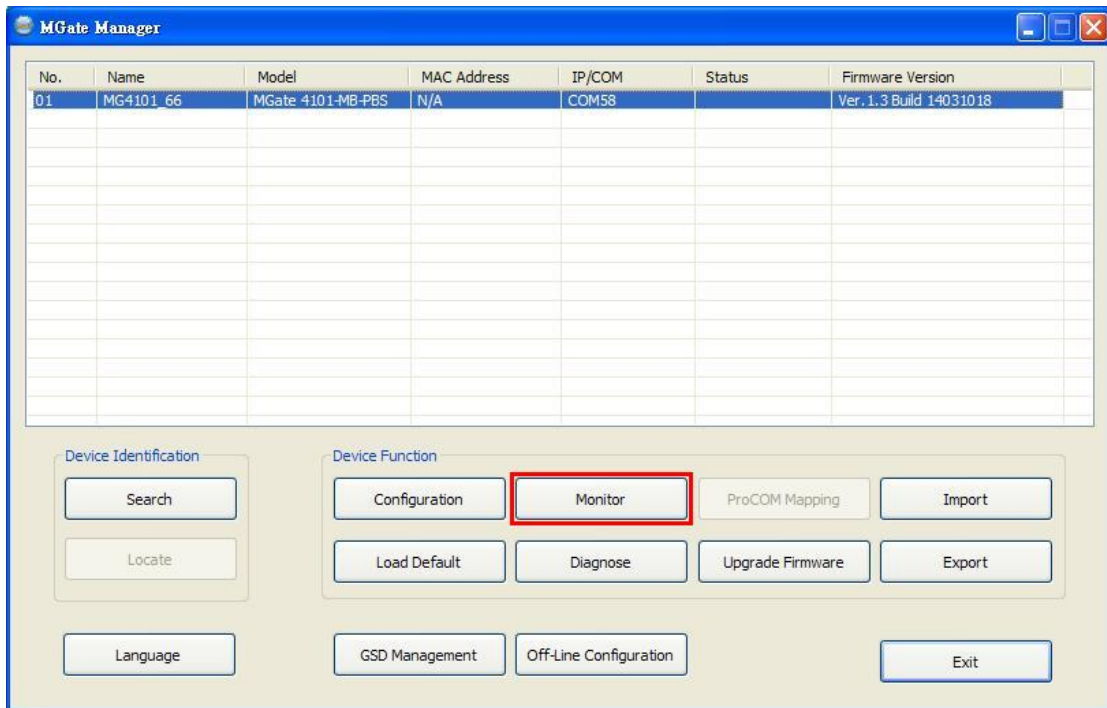 MGate Manager
No. Name Model MAC Address IP/COM Status Firmware Version
01 MG4101_66 MGate 4101-MB-PBS N/A COM58 Ver. 1.3 Build 14031018
Device Identification Device Function
Search Configuration Monitor ProCOM Mapping Import
Locate Load Default Diagnose Upgrade Firmware Export
Language GSD Management Off-Line Configuration Exit